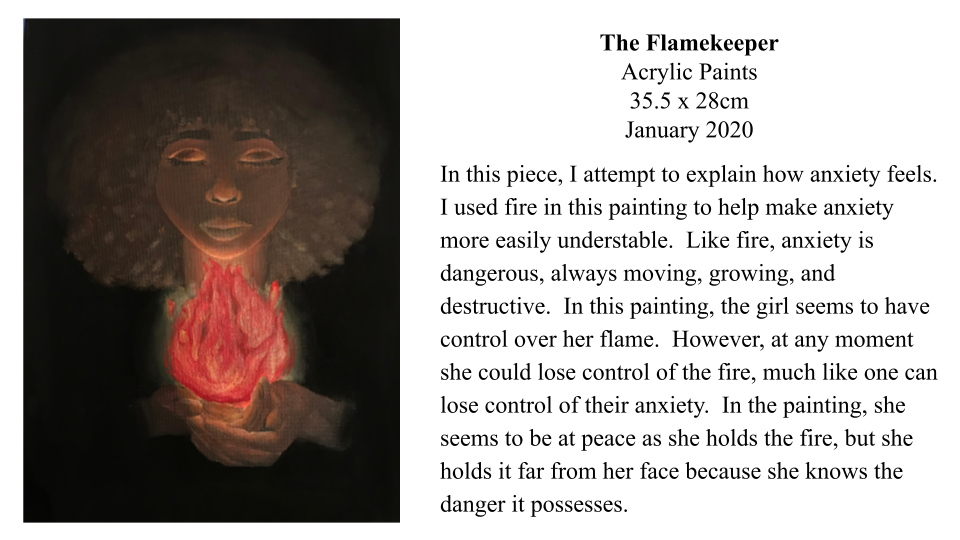 The Flamekeeper
Acrylic Paints
35.5 x 28cm
January 2020
In this piece, I attempt to explain how anxiety feels.
I used fire in this painting to help make anxiety
more easily understable.  Like fire, anxiety is
dangerous, always moving, growing, and
destructive.  In this painting, the girl seems to have
control over her flame.  However, at any moment
she could lose control of the fire, much like one can
lose control of their anxiety.  In the painting, she
seems to be at peace as she holds the fire, but she
holds it far from her face because she knows the
danger it possesses.